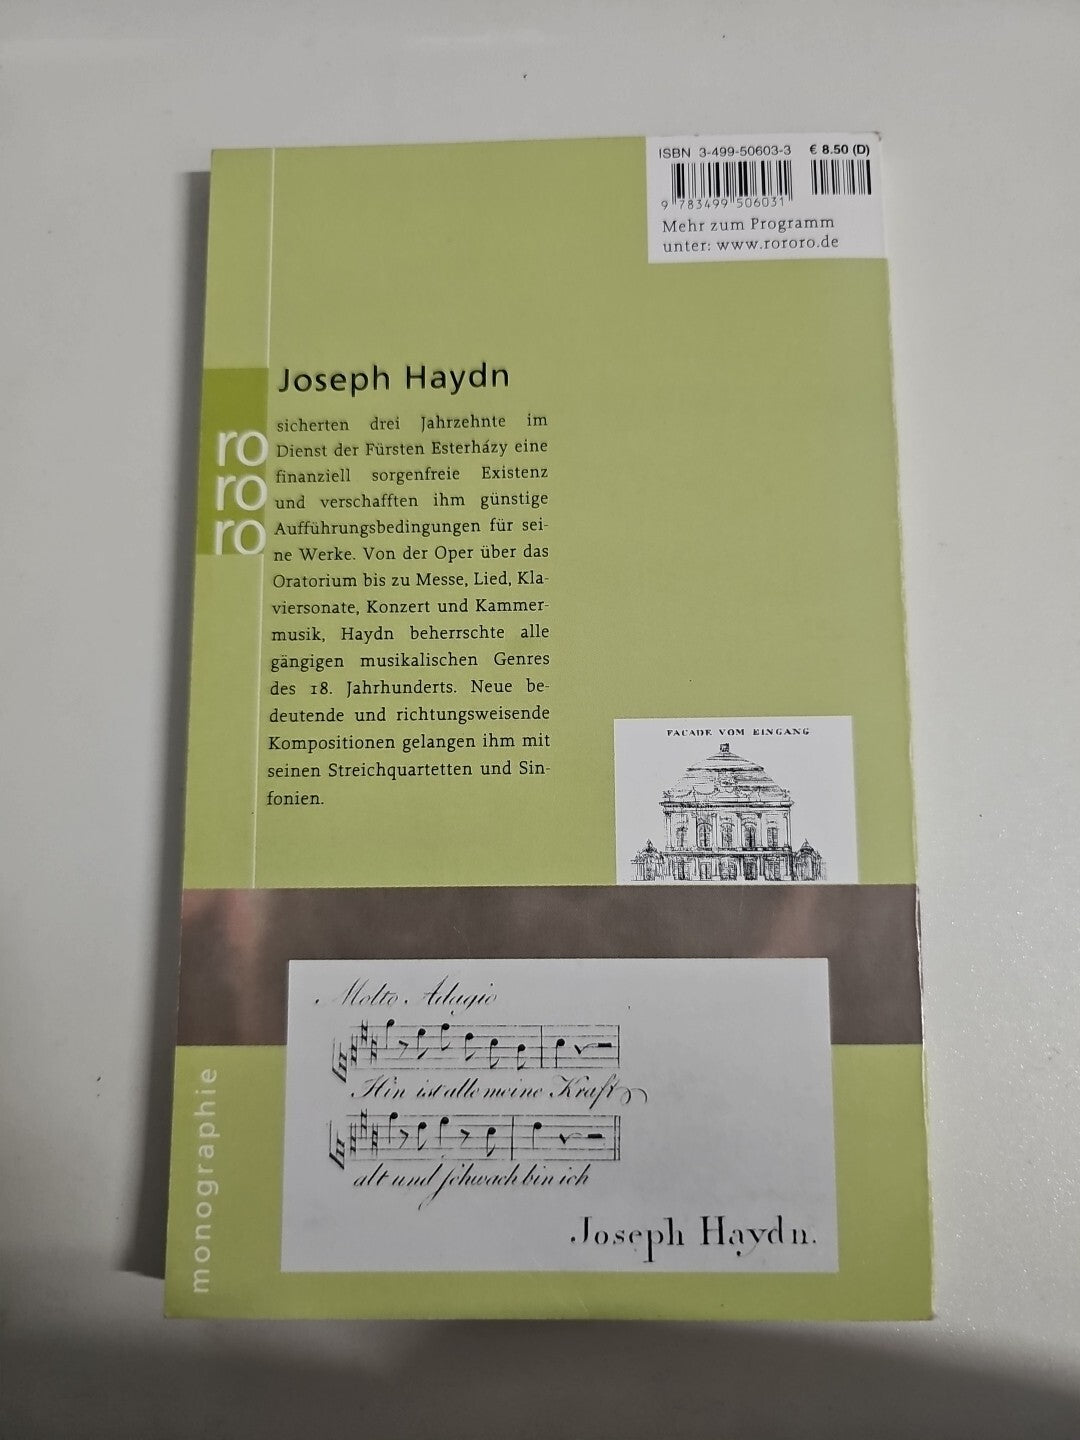 ISBN 3-499-50603-3 € 8.50 (D)
9 783499 506031
Mehr zum Programm
unter: www.rororo.de
Joseph Haydn
sicherten drei Jahrzehnte im
Dienst der Fürsten Esterházy eine
finanziell sorgenfreie Existenz
und verschafften ihm günstige
Aufführungsbedingungen für sei-
ne Werke. Von der Oper über das
Oratorium bis zu Messe, Lied, Kla-
viersonate, Konzert und Kammer-
musik, Haydn beherrschte alle
gängigen musikalischen Genres
des 18. Jahrhunderts. Neue be-
deutende und richtungsweisende
Kompositionen gelangen ihm mit
seinen Streichquartetten und Sin-
fonien.
ro
ro
ro
FACADE VOM EINGANG
Molto Adagio
Hin ist alle meine Kraft
alt und schwach bin ich
Joseph Haydn.
monographie